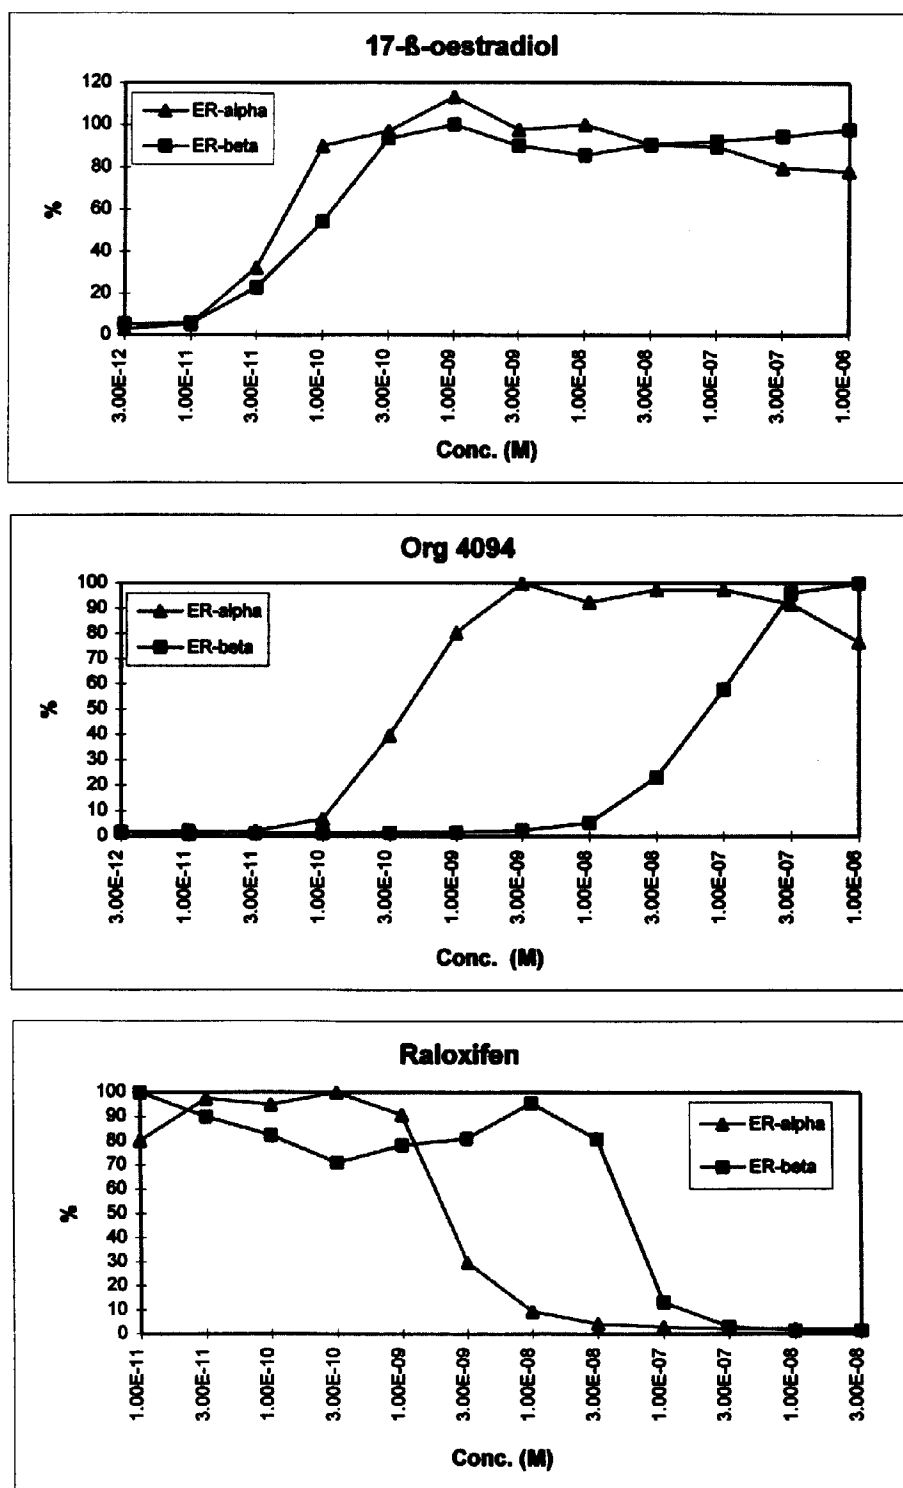 17-ß-oestradiol
ER-alpha
ER-beta
120
100
80
60
40
20
0
%
3.00E-12
1.00E-11
3.00E-11
1.00E-10
3.00E-10
1.00E-09
3.00E-09
1.00E-08
3.00E-08
1.00E-07
3.00E-07
1.00E-06
Conc. (M)
Org 4094
ER-alpha
ER-beta
100
90
80
70
60
50
40
30
20
10
0
%
3.00E-12
1.00E-11
3.00E-11
1.00E-10
3.00E-10
1.00E-09
3.00E-09
1.00E-08
3.00E-08
1.00E-07
3.00E-07
1.00E-06
Conc. (M)
Raloxifen
ER-alpha
ER-beta
100
90
80
70
60
50
40
30
20
10
0
%
1.00E-11
3.00E-11
1.00E-10
3.00E-10
1.00E-09
3.00E-09
1.00E-08
3.00E-08
1.00E-07
3.00E-07
1.00E-06
3.00E-06
Conc. (M)